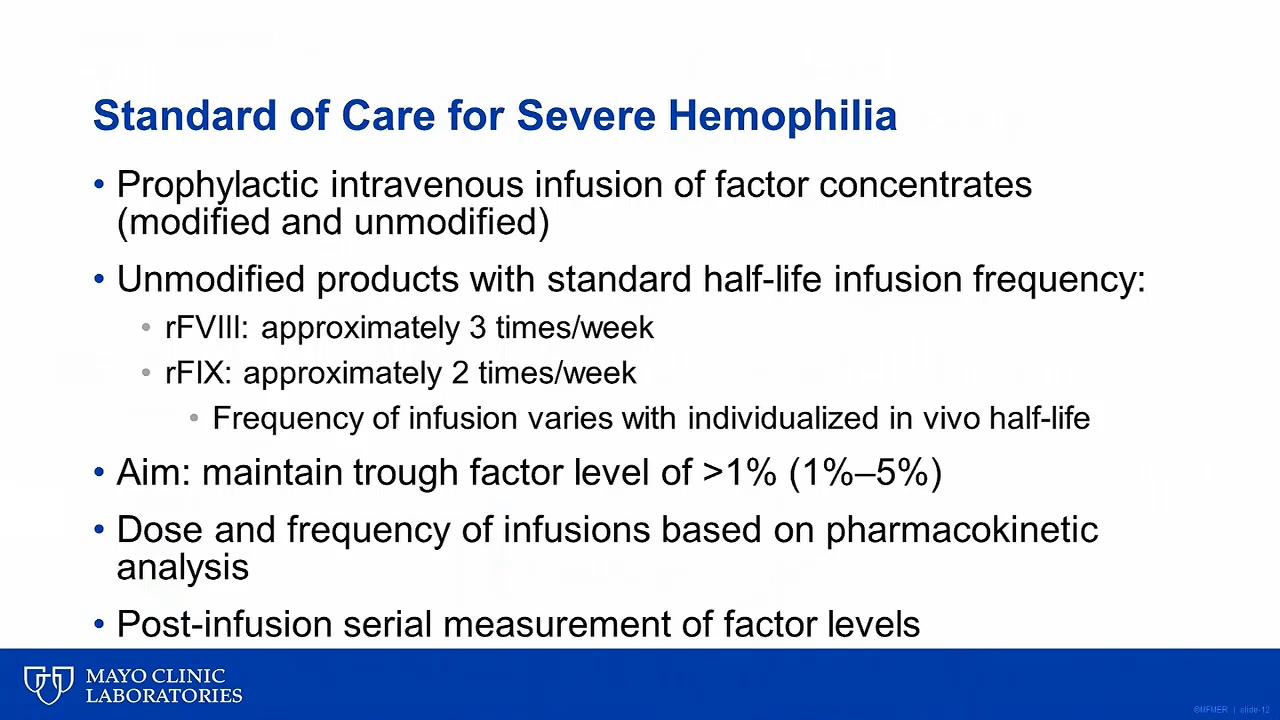 Standard of Care for Severe Hemophilia
• Prophylactic intravenous infusion of factor concentrates
(modified and unmodified)
• Unmodified products with standard half-life infusion frequency:
• rFVIII: approximately 3 times/week
• rFIX: approximately 2 times/week
• Frequency of infusion varies with individualized in vivo half-life
• Aim: maintain trough factor level of >1% (1%–5%)
• Dose and frequency of infusions based on pharmacokinetic
analysis
• Post-infusion serial measurement of factor levels
MAYO CLINIC
LABORATORIES
©MFMER | slide-12